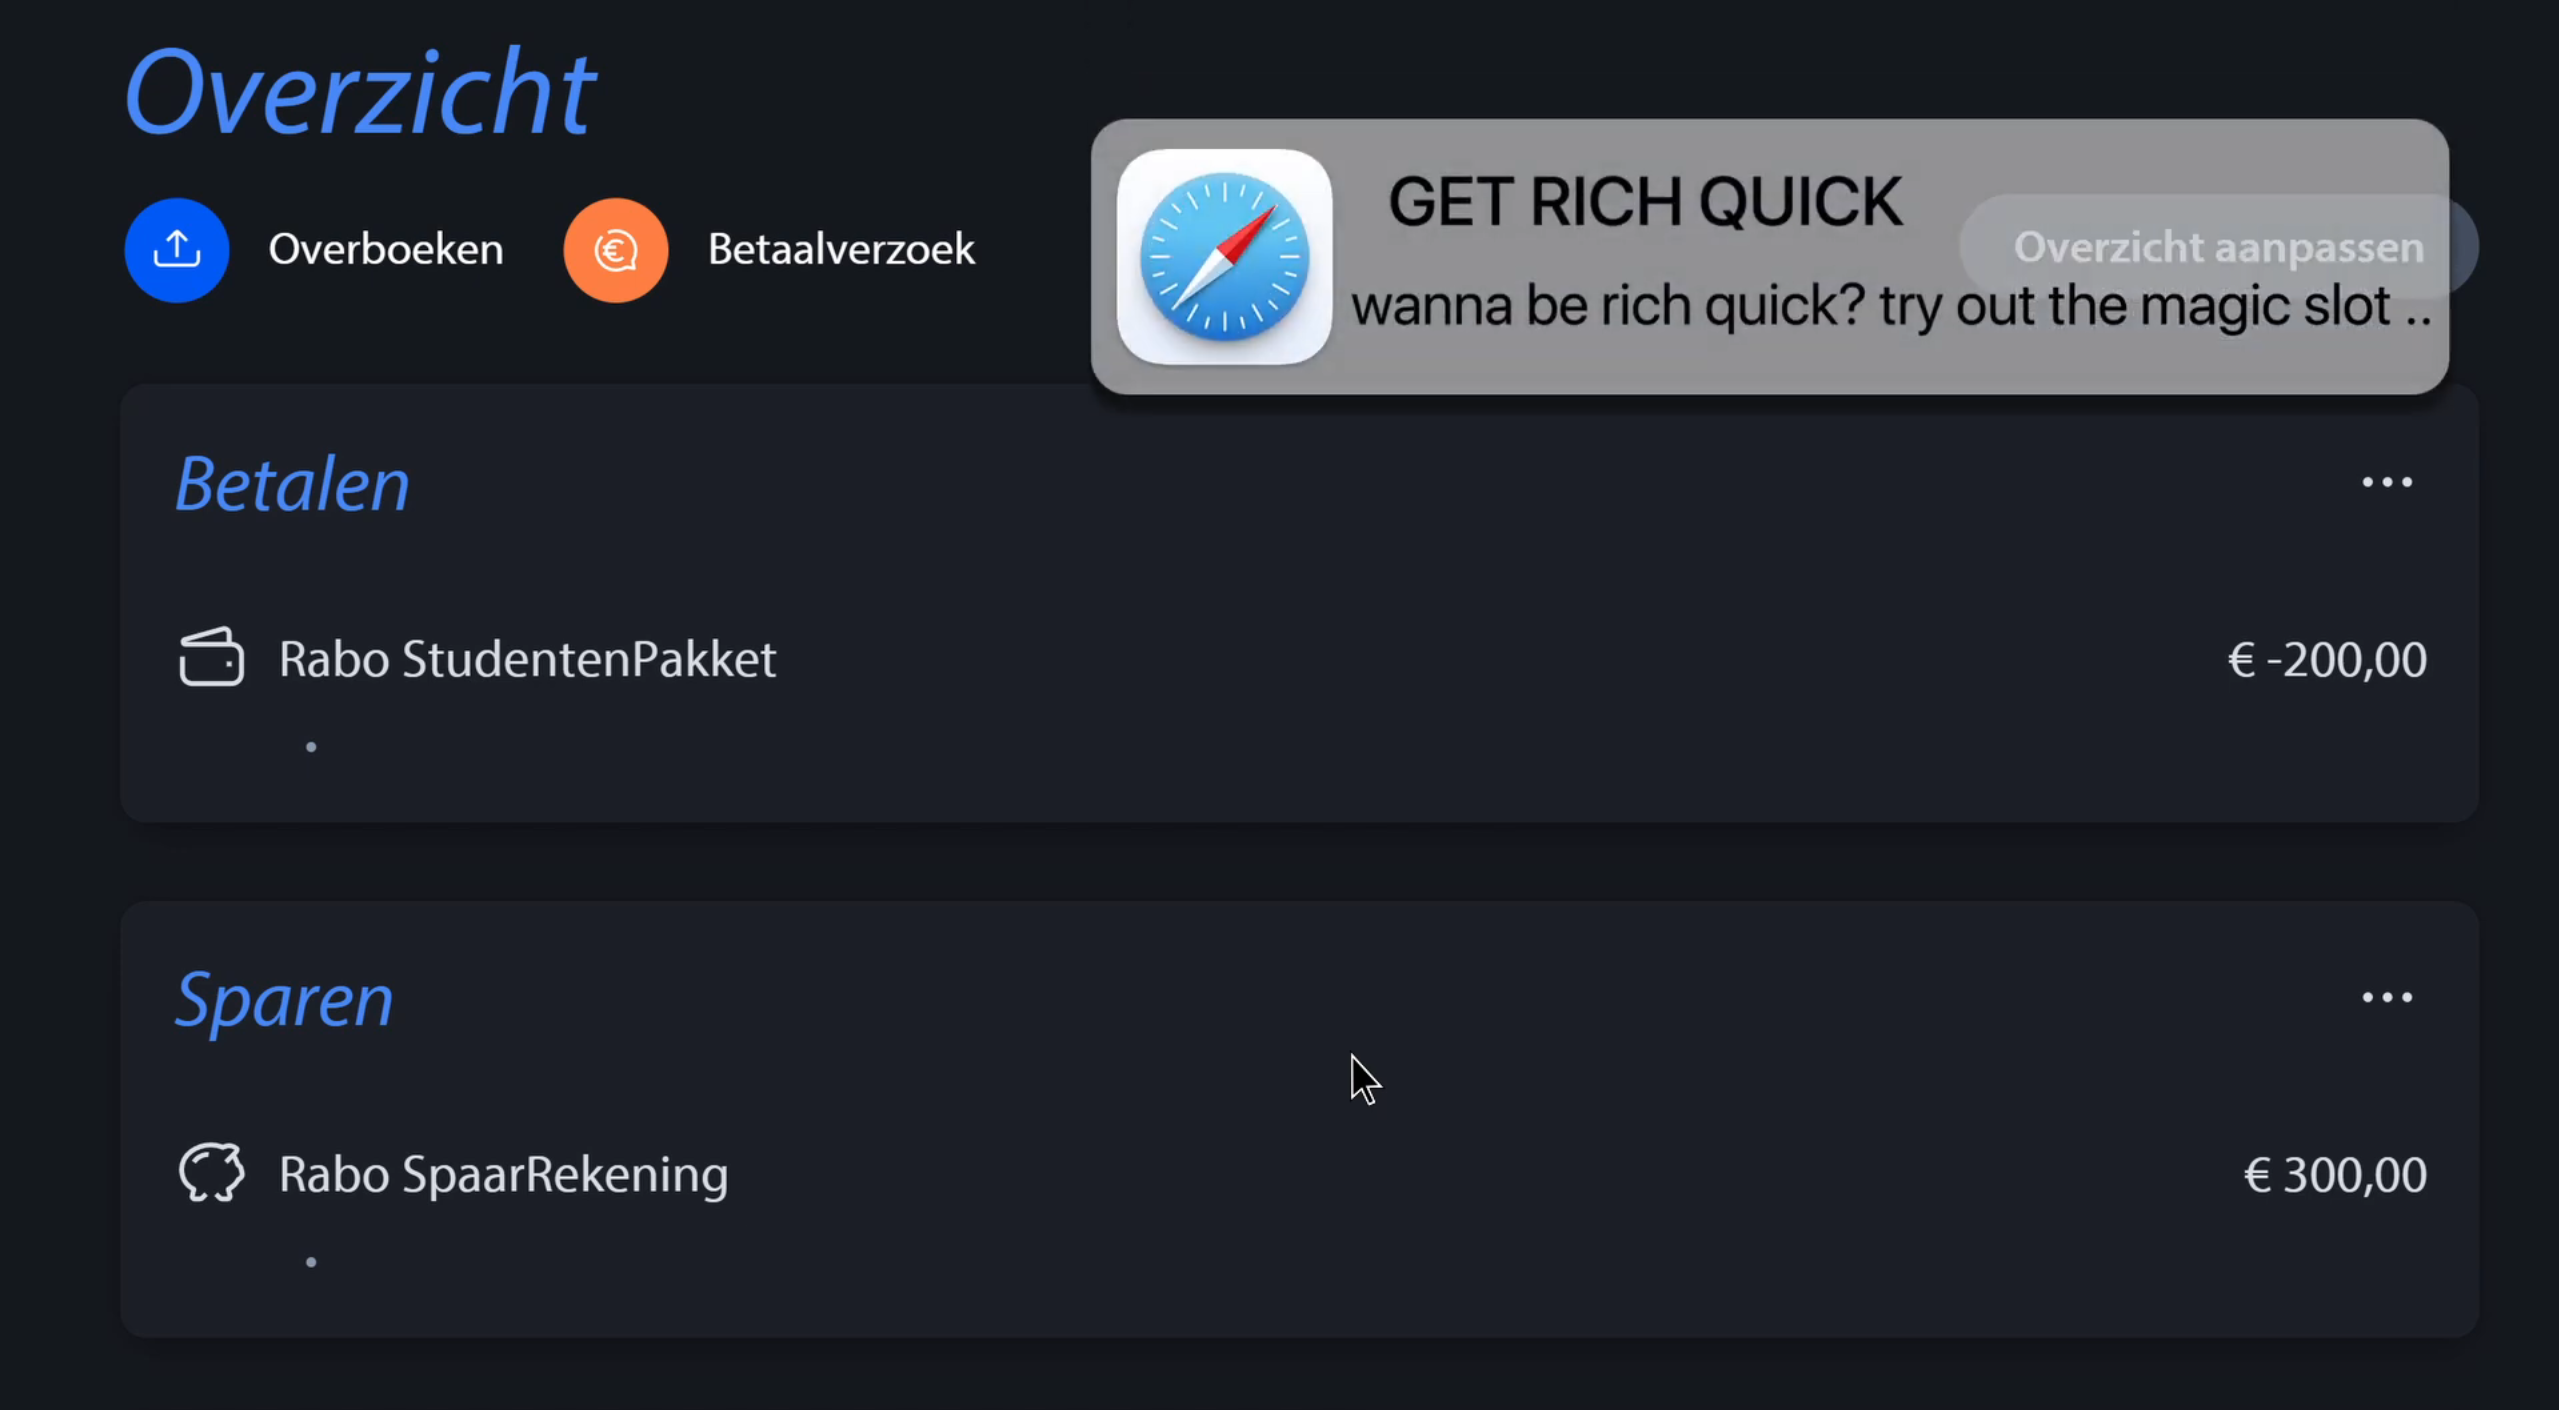 Overzicht
Overboeken
Betaalverzoek
GET RICH QUICK
Overzicht aanpassen
wanna be rich quick? try out the magic slot ..
Betalen
Rabo StudentenPakket
€ -200,00
Sparen
Rabo SpaarRekening
€ 300,00